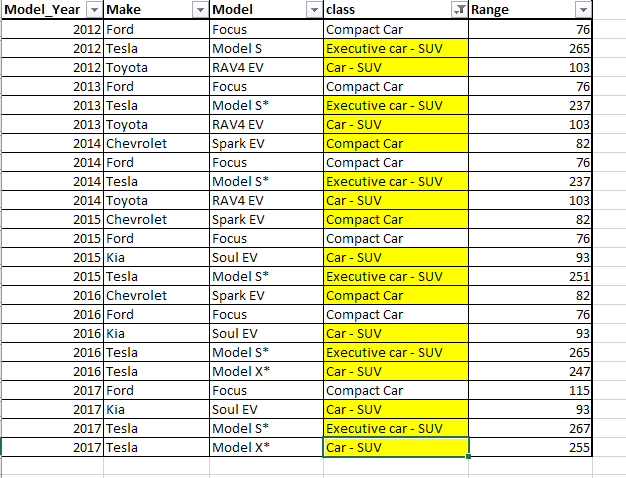 Model_Year Make Model class Range
2012 Ford Focus Compact Car 76
2012 Tesla Model S Executive car - SUV 265
2012 Toyota RAV4 EV Car - SUV 103
2013 Ford Focus Compact Car 76
2013 Tesla Model S* Executive car - SUV 237
2013 Toyota RAV4 EV Car - SUV 103
2014 Chevrolet Spark EV Compact Car 82
2014 Ford Focus Compact Car 76
2014 Tesla Model S* Executive car - SUV 237
2014 Toyota RAV4 EV Car - SUV 103
2015 Chevrolet Spark EV Compact Car 82
2015 Ford Focus Compact Car 76
2015 Kia Soul EV Car - SUV 93
2015 Tesla Model S* Executive car - SUV 251
2016 Chevrolet Spark EV Compact Car 82
2016 Ford Focus Compact Car 76
2016 Kia Soul EV Car - SUV 93
2016 Tesla Model S* Executive car - SUV 265
2016 Tesla Model X* Car - SUV 247
2017 Ford Focus Compact Car 115
2017 Kia Soul EV Car - SUV 93
2017 Tesla Model S* Executive car - SUV 267
2017 Tesla Model X* Car - SUV 255